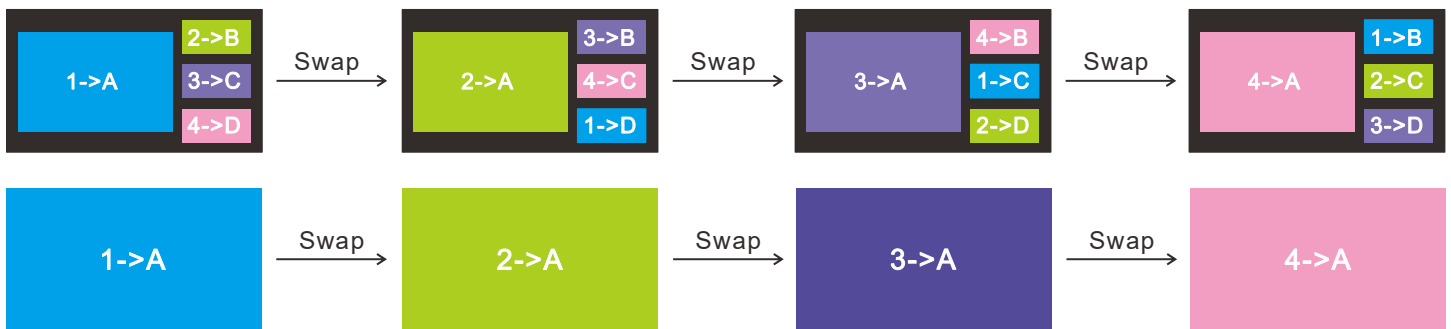 1->A
2->B
3->C
4->D
Swap
2->A
3->B
4->C
1->D
Swap
3->A
4->B
1->C
2->D
Swap
4->A
1->B
2->C
3->D
1->A
Swap
2->A
Swap
3->A
Swap
4->A